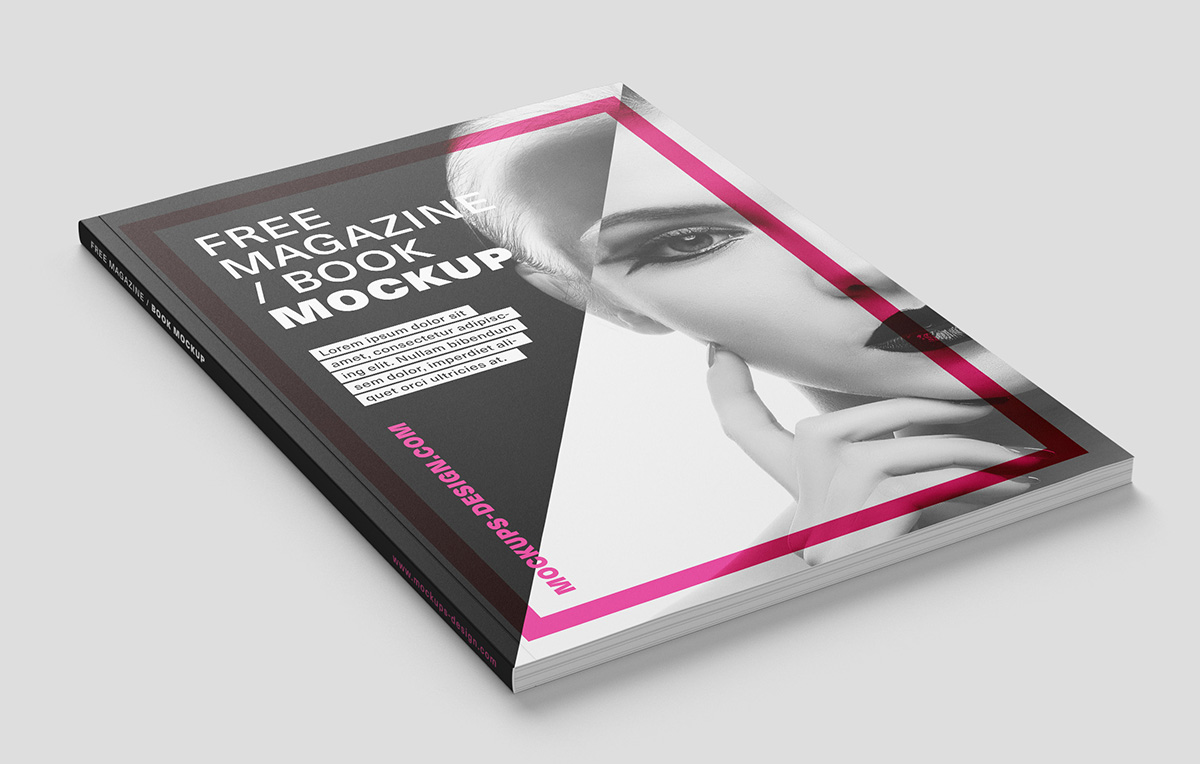 FREE
MAGAZINE
/ BOOK
MOCKUP
Lorem ipsum dolor sit
amet, consectetur adipisc-
ing elit. Nullam bibendum
sem dolor, imperdiet ali-
quet orci ultricies at.
MOCKUPS-DESIGN.COM
FREE MAGAZINE / BOOK MOCKUP
www.mockups-design.com